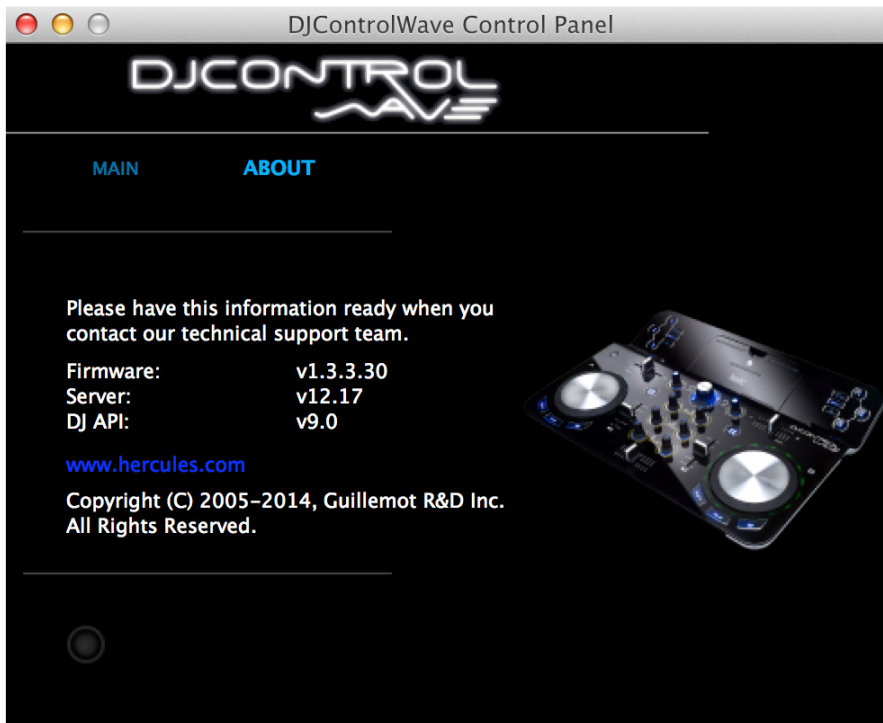 DJControlWave Control Panel
DJCONTROL
WAVE
MAIN ABOUT
Please have this information ready when you
contact our technical support team.
Firmware: v1.3.3.30
Server: v12.17
DJ API: v9.0
www.hercules.com
Copyright (C) 2005-2014, Guillemot R&D Inc.
All Rights Reserved.